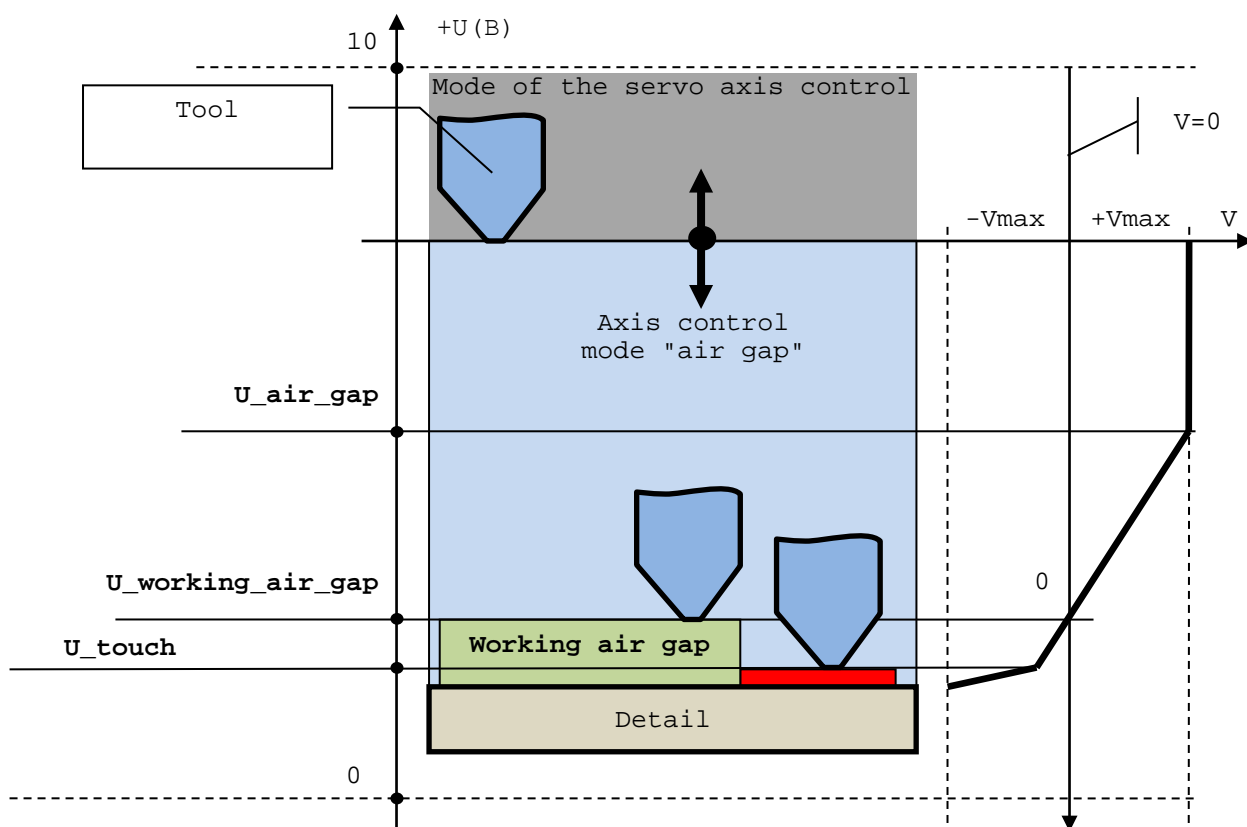 +U(B)
10
Mode of the servo axis control
Tool
V=0
-Vmax
+Vmax
V
Axis control
mode "air gap"
U_air_gap
U_working_air_gap
0
U_touch
Working air gap
Detail
0